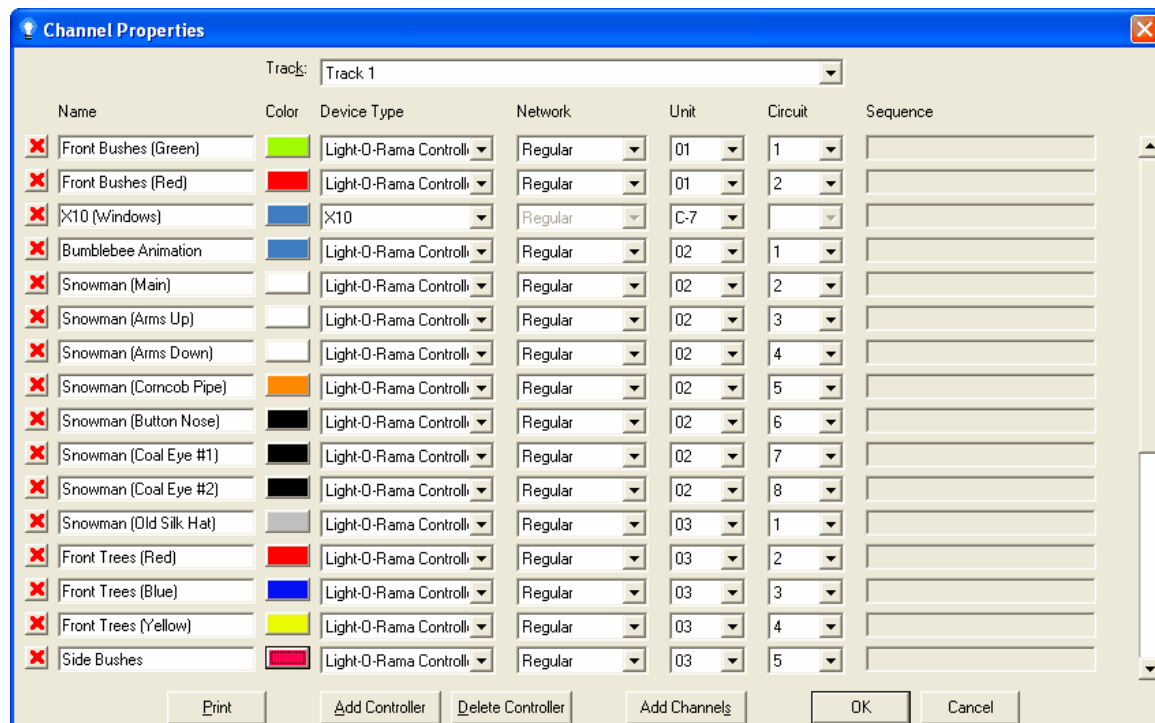 Channel Properties
Track: Track 1
Name Color Device Type Network Unit Circuit Sequence
Front Bushes (Green) Light-O-Rama Controll Regular 01 1
Front Bushes (Red) Light-O-Rama Controll Regular 01 2
X10 (Windows) X10 Regular C-7
Bumblebee Animation Light-O-Rama Controll Regular 02 1
Snowman (Main) Light-O-Rama Controll Regular 02 2
Snowman (Arms Up) Light-O-Rama Controll Regular 02 3
Snowman (Arms Down) Light-O-Rama Controll Regular 02 4
Snowman (Corncob Pipe) Light-O-Rama Controll Regular 02 5
Snowman (Button Nose) Light-O-Rama Controll Regular 02 6
Snowman (Coal Eye #1) Light-O-Rama Controll Regular 02 7
Snowman (Coal Eye #2) Light-O-Rama Controll Regular 02 8
Snowman (Old Silk Hat) Light-O-Rama Controll Regular 03 1
Front Trees (Red) Light-O-Rama Controll Regular 03 2
Front Trees (Blue) Light-O-Rama Controll Regular 03 3
Front Trees (Yellow) Light-O-Rama Controll Regular 03 4
Side Bushes Light-O-Rama Controll Regular 03 5
Print Add Controller Delete Controller Add Channels OK Cancel